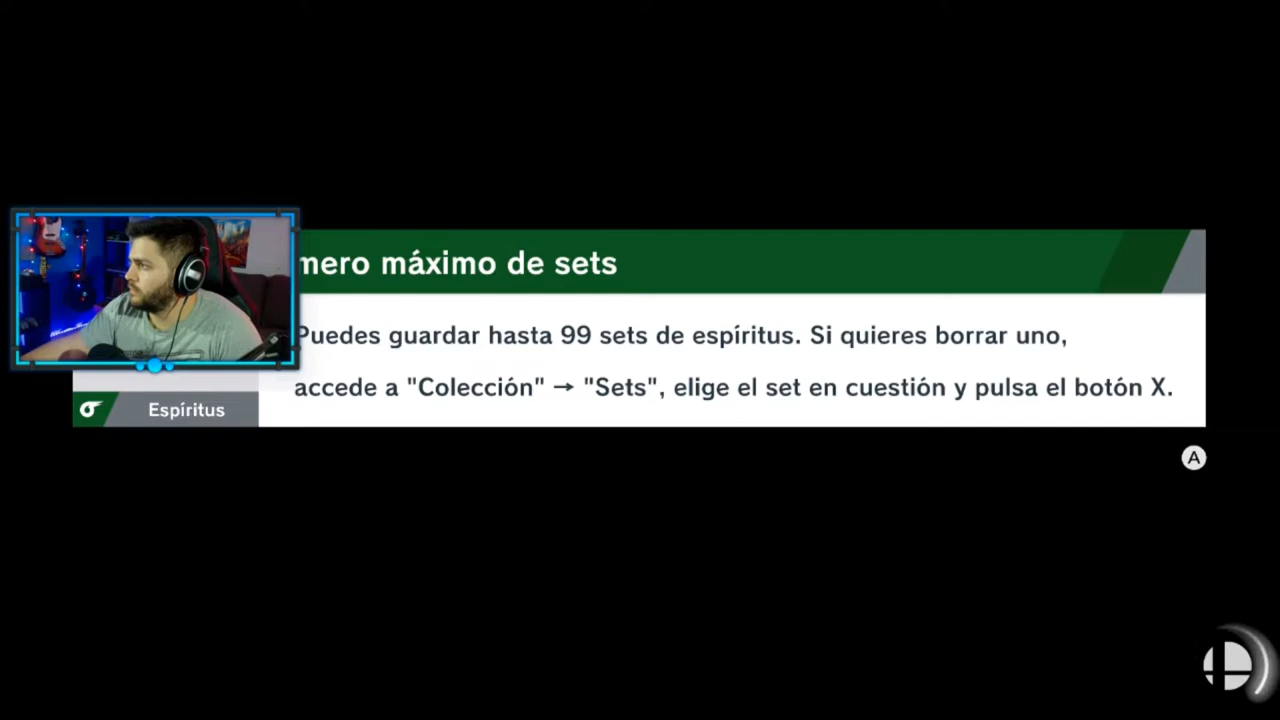 máximo de sets
Puedes guardar hasta 99 sets de espíritus. Si quieres borrar uno,
accede a "Colección" → "Sets", elige el set en cuestión y pulsa el botón X.
Espíritus
A